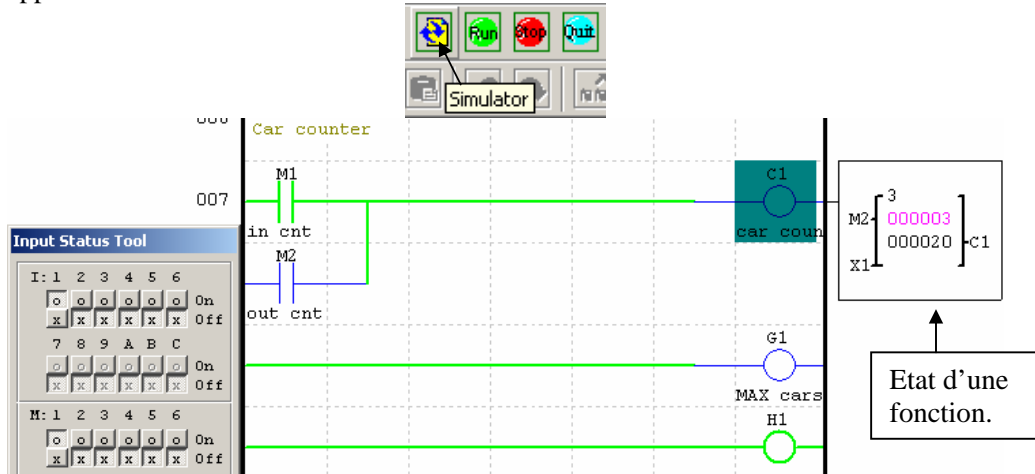 Run Stop Quit
Simulator
Car counter
007
M1
in cnt
M2
out cnt
C1
car coun
3
M2 000003
000020 C1
X1
G1
MAX cars
H1
Etat d’une
fonction.
Input Status Tool
I: 1 2 3 4 5 6
o o o o o o On
x x x x x x Off
7 8 9 A B C
o o o o o o On
x x x x x x Off
M: 1 2 3 4 5 6
o o o o o o On
x x x x x x Off